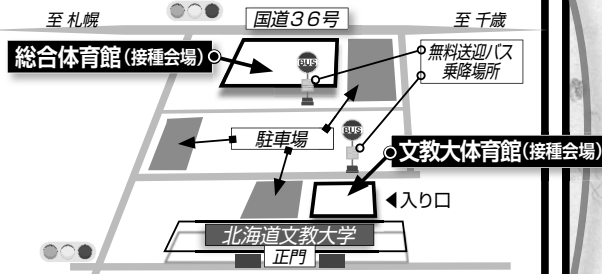 至 札幌
国道36号
至 千歳
総合体育館(接種会場)
BUS
無料送迎バス
乗降場所
駐車場
BUS
文教大体育館(接種会場)
◀入り口
北海道文教大学
正門